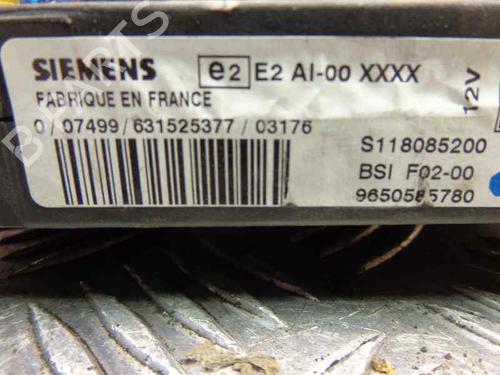 SIEMENS e2 E2 AI-00 XXXX
FABRIQUE EN FRANCE
12V
0/07499/631525377/03176
S118085200
BSI F02-00
9650585780